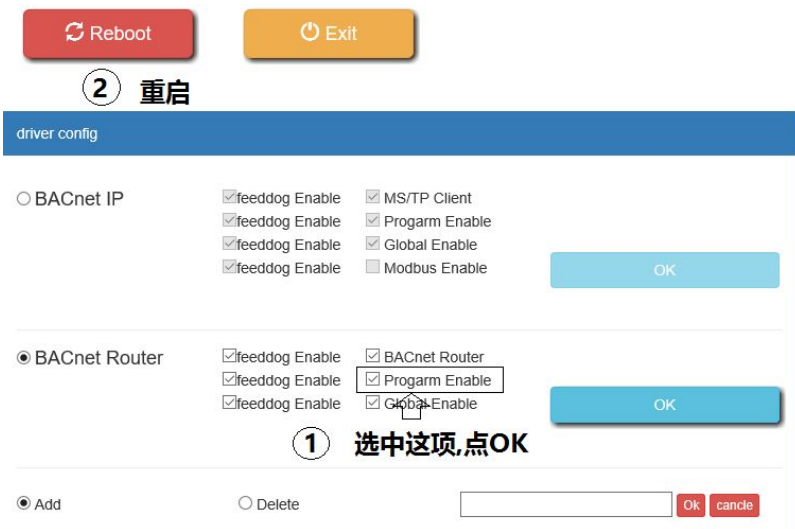 Reboot Exit
② 重启
driver config
BACnet IP feeddog Enable MS/TP Client
feeddog Enable Progarm Enable
feeddog Enable Global Enable
feeddog Enable Modbus Enable OK
BACnet Router feeddog Enable BACnet Router
feeddog Enable Progarm Enable
feeddog Enable Global Enable OK
① 选中这项,点OK
Add Delete Ok cancle